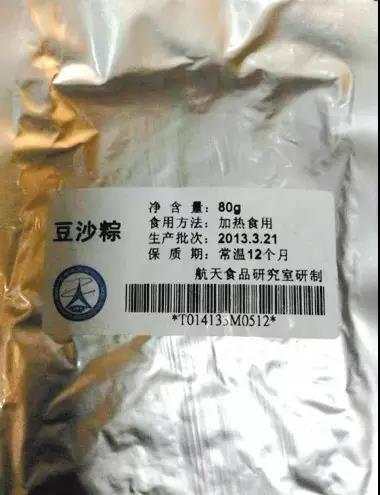 豆沙粽
净 含 量：80g
食用方法：加热食用
生产批次：2013.3.21
保 质 期：常温12个月
航天食品研究室研制
*T014133M0512*